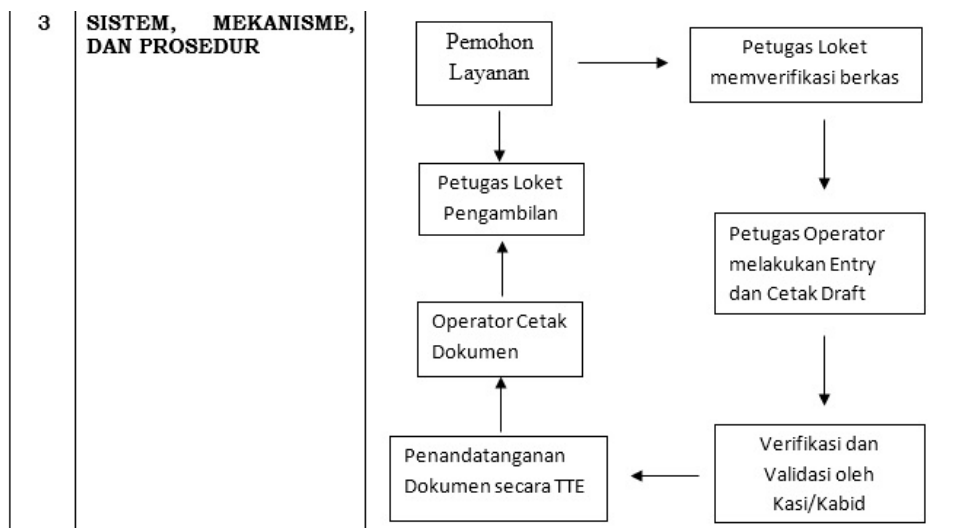 3
SISTEM, MEKANISME,
DAN PROSEDUR
Pemohon
Layanan
Petugas Loket
memverifikasi berkas
Petugas Loket
Pengambilan
Petugas Operator
melakukan Entry
dan Cetak Draft
Operator Cetak
Dokumen
Verifikasi dan
Validasi oleh
Kasi/Kabid
Penandatanganan
Dokumen secara TTE